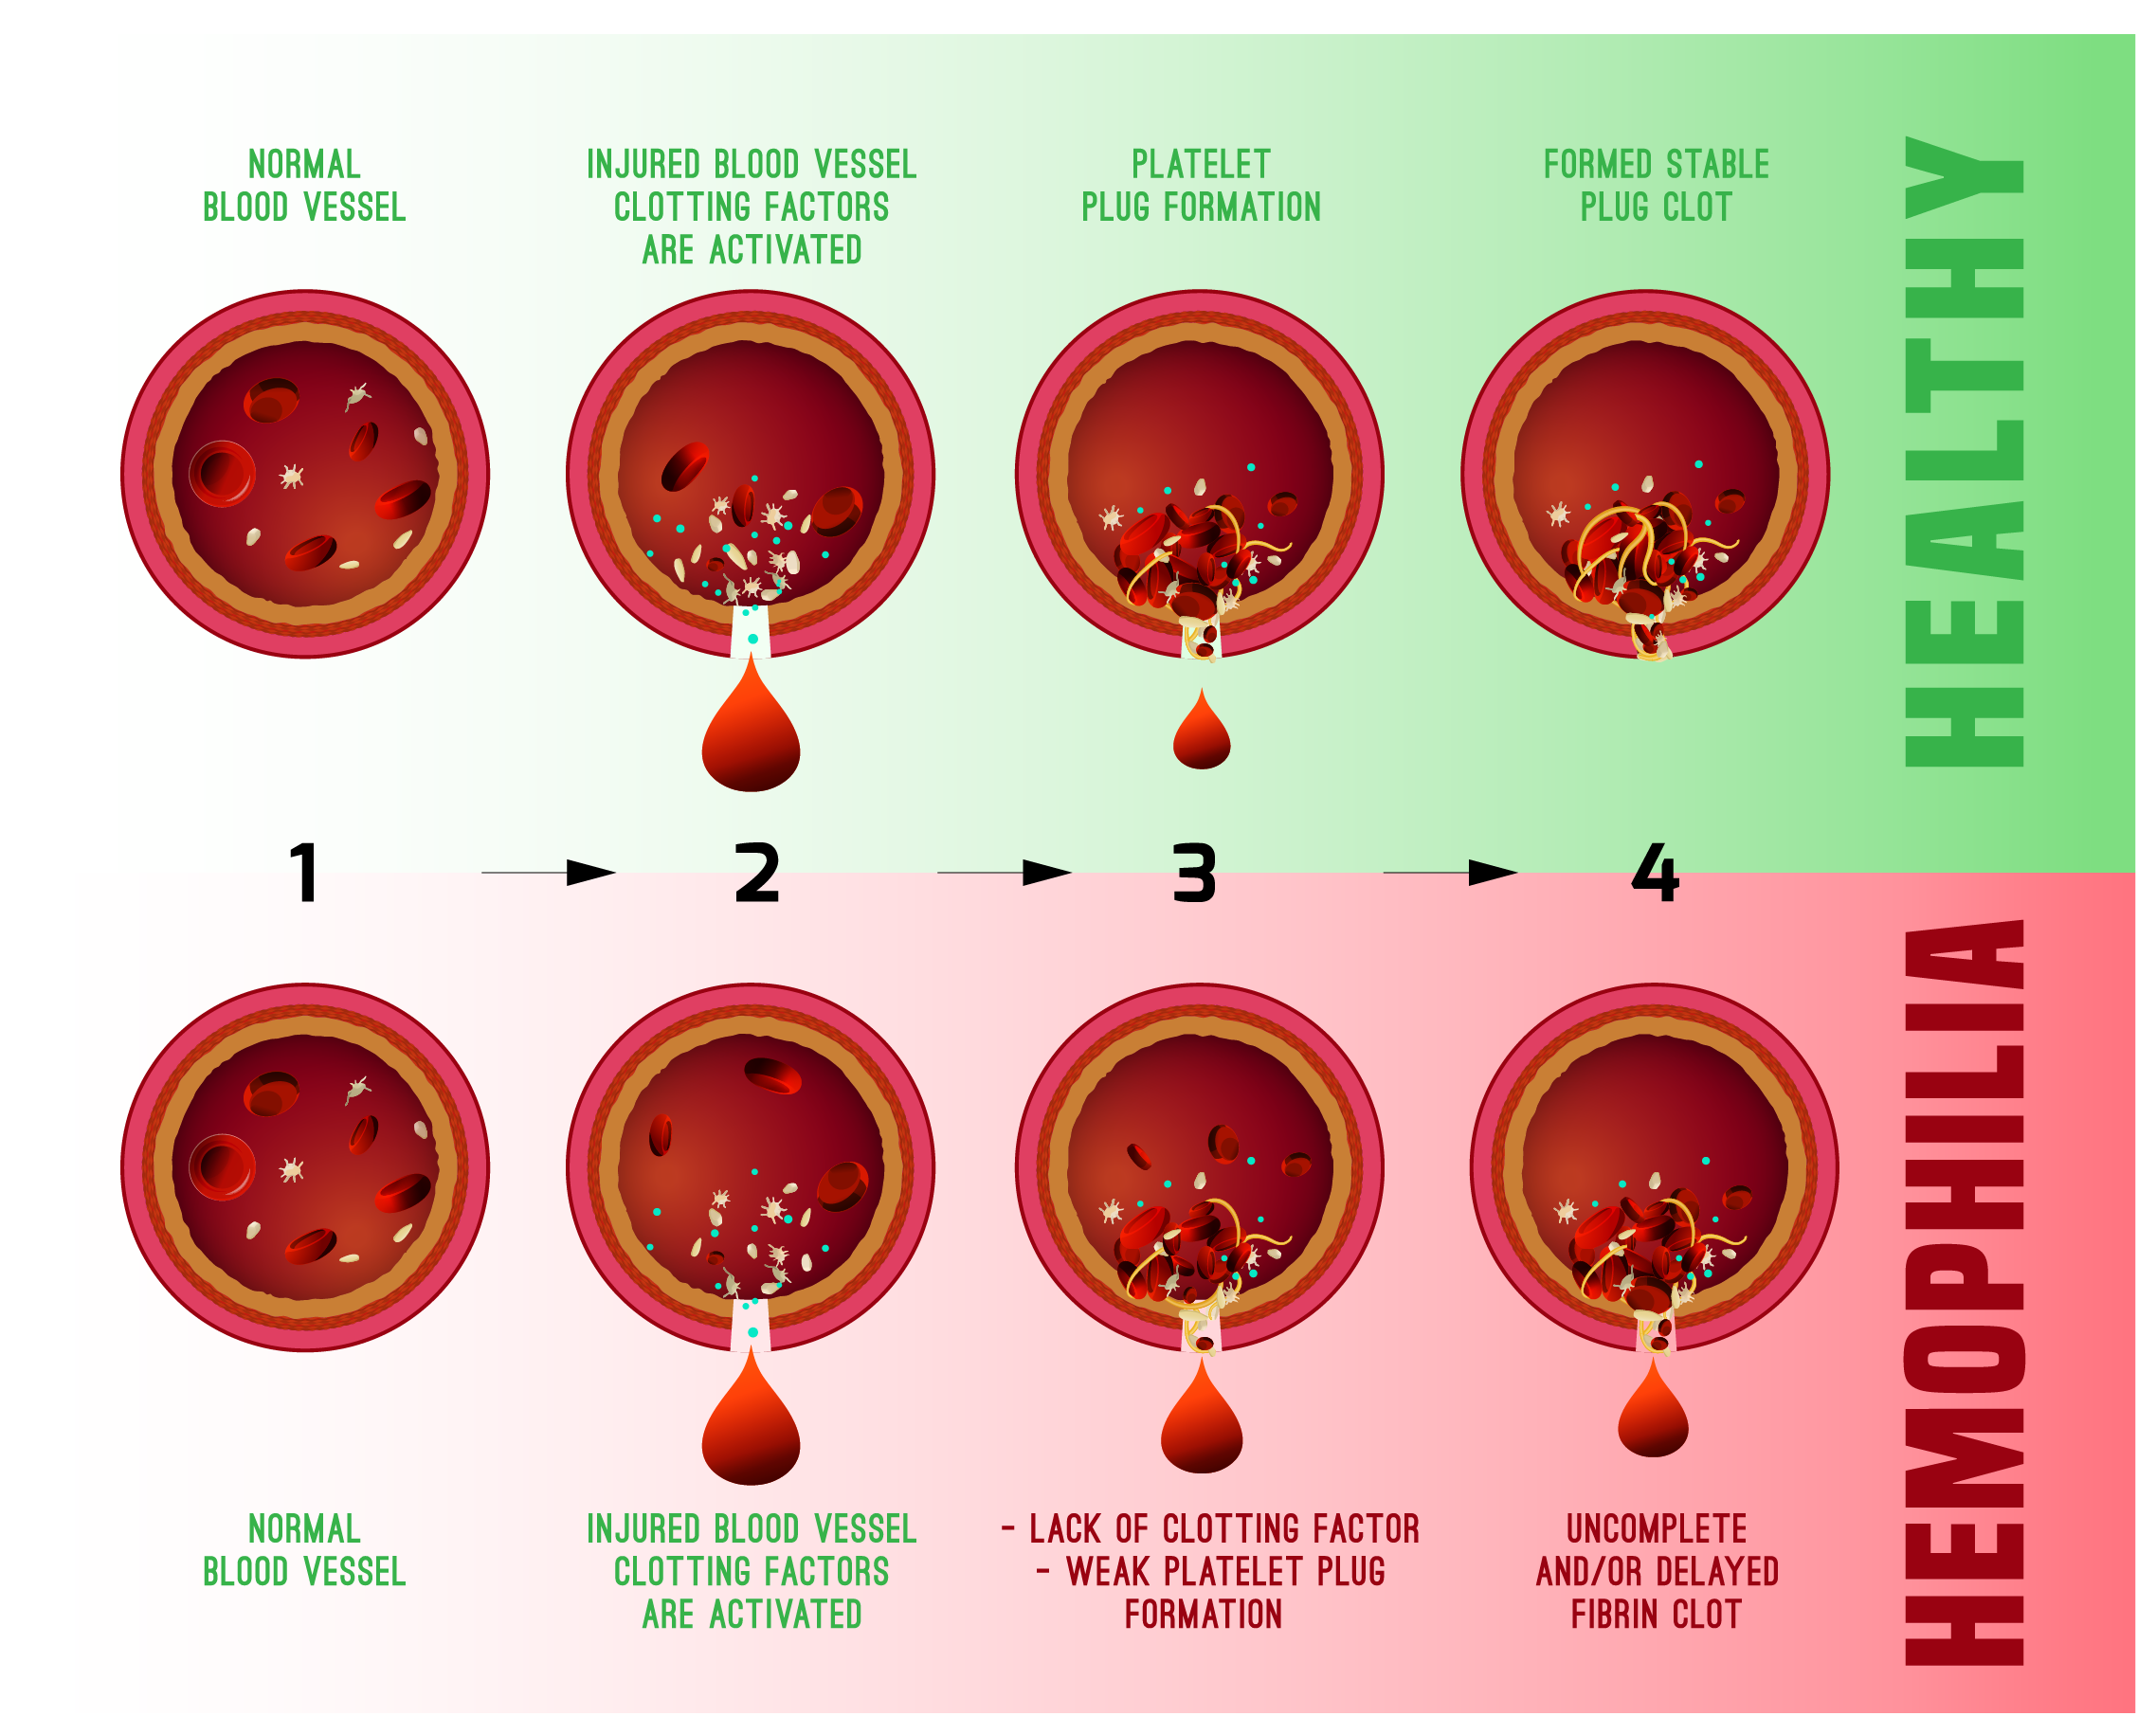 NORMAL
BLOOD VESSEL
INJURED BLOOD VESSEL
CLOTTING FACTORS
ARE ACTIVATED
PLATELET
PLUG FORMATION
FORMED STABLE
PLUG CLOT
HEALTHY
1
2
3
4
HEMOPHILIA
NORMAL
BLOOD VESSEL
INJURED BLOOD VESSEL
CLOTTING FACTORS
ARE ACTIVATED
- LACK OF CLOTTING FACTOR
- WEAK PLATELET PLUG
FORMATION
UNCOMPLETE
AND/OR DELAYED
FIBRIN CLOT